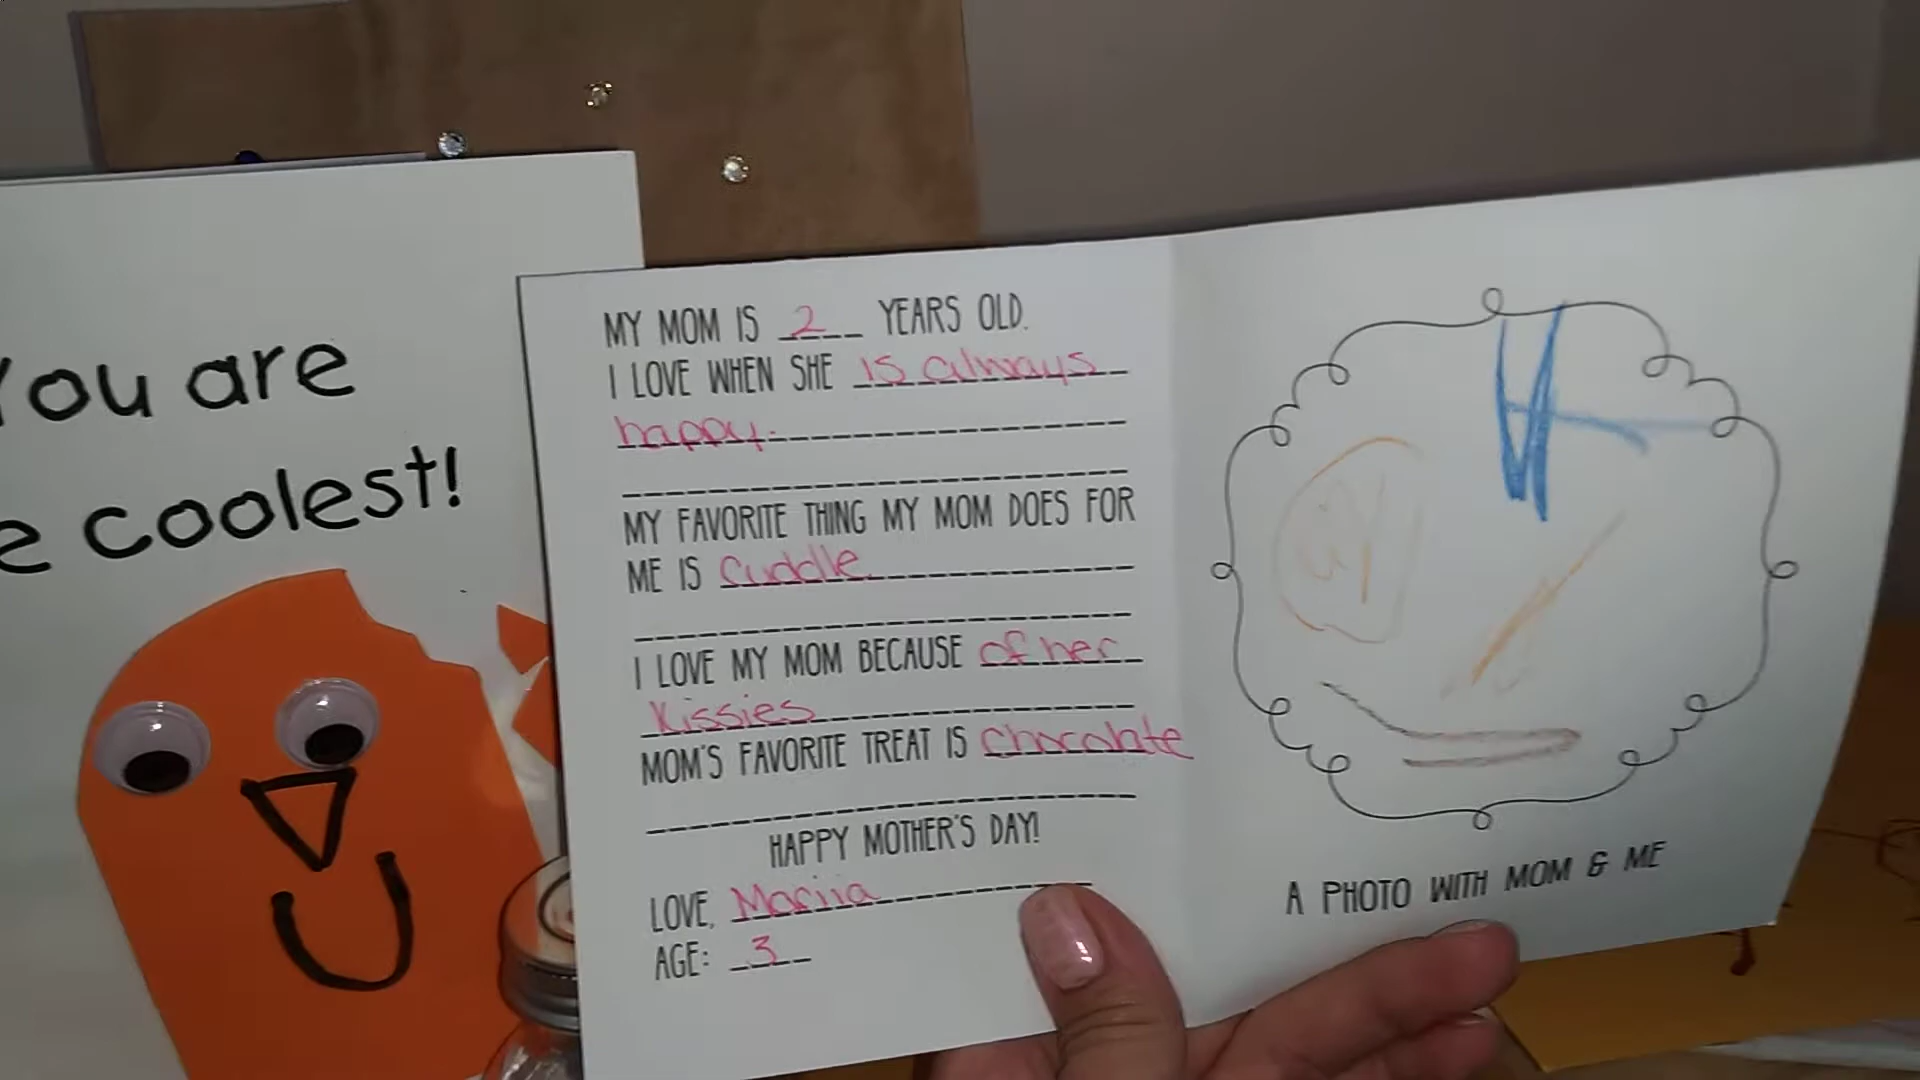 You are
e coolest!
MY MOM IS 2 YEARS OLD.
I LOVE WHEN SHE is always
happy.
MY FAVORITE THING MY MOM DOES FOR
ME IS cuddle
I LOVE MY MOM BECAUSE of her
kissies
MOM'S FAVORITE TREAT IS chocolate
HAPPY MOTHER'S DAY!
LOVE, Mariia
AGE: 3
A PHOTO WITH MOM & ME